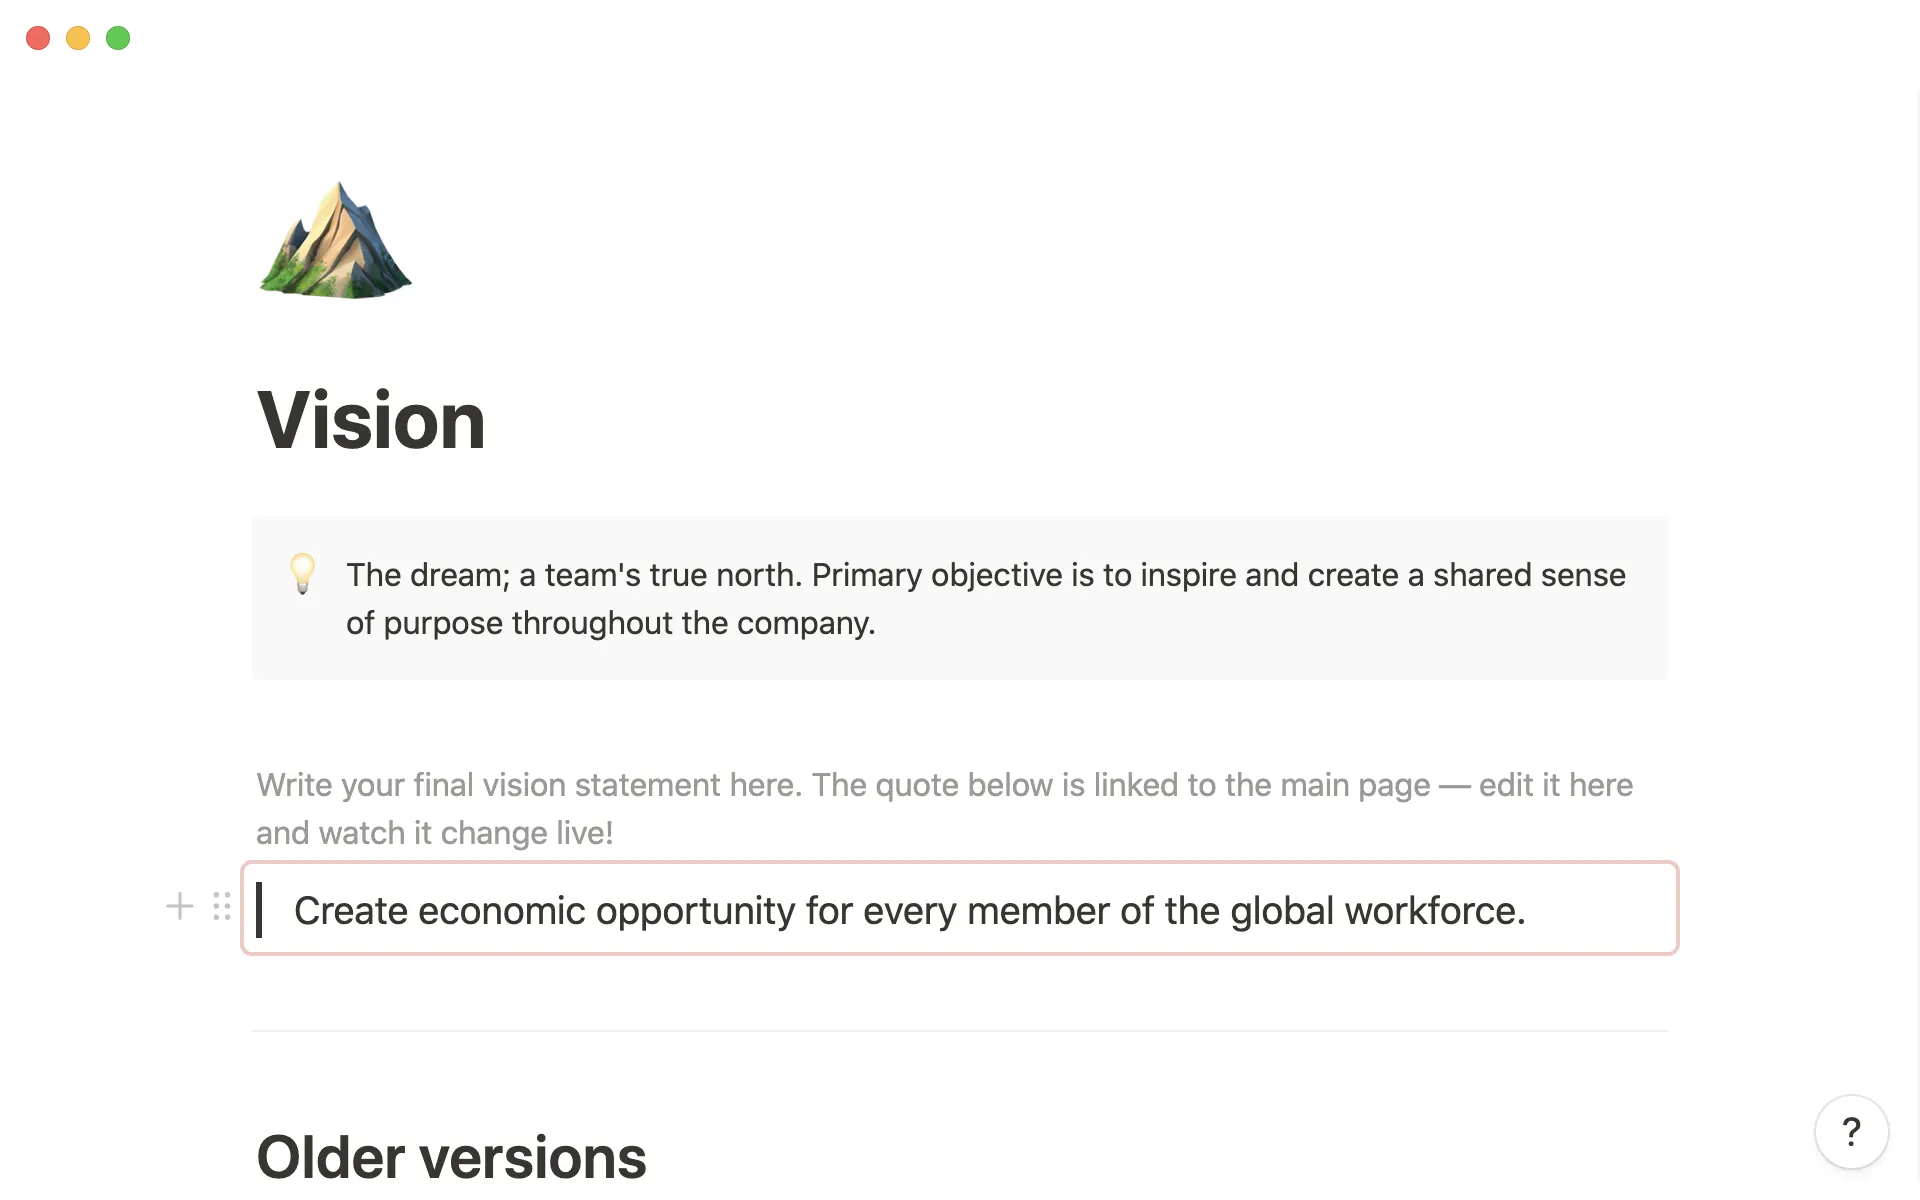 Vision
The dream; a team's true north. Primary objective is to inspire and create a shared sense
of purpose throughout the company.
Write your final vision statement here. The quote below is linked to the main page — edit it here
and watch it change live!
Create economic opportunity for every member of the global workforce.
Older versions
?